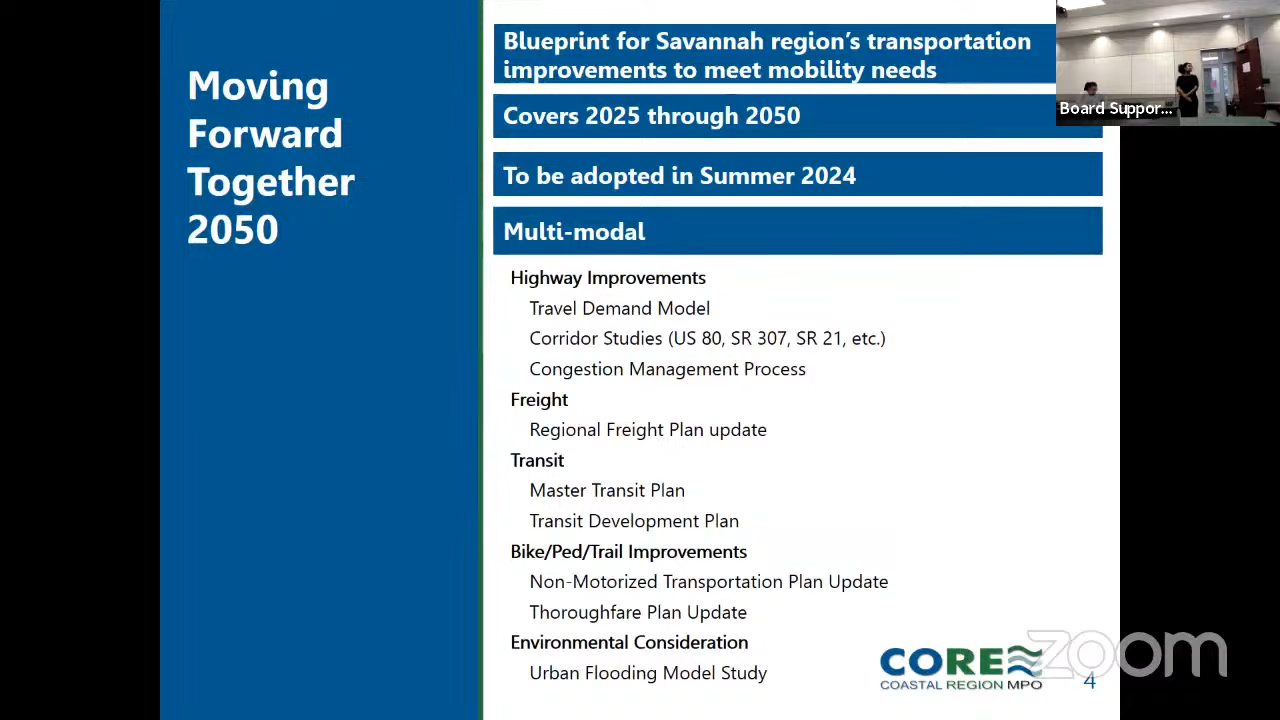 Moving
Forward
Together
2050
Blueprint for Savannah region's transportation
improvements to meet mobility needs
Covers 2025 through 2050
To be adopted in Summer 2024
Multi-modal
Highway Improvements
Travel Demand Model
Corridor Studies (US 80, SR 307, SR 21, etc.)
Congestion Management Process
Freight
Regional Freight Plan update
Transit
Master Transit Plan
Transit Development Plan
Bike/Ped/Trail Improvements
Non-Motorized Transportation Plan Update
Thoroughfare Plan Update
Environmental Consideration
Urban Flooding Model Study
CORE
COASTAL REGION MPO
4
zoom
Board Suppor...